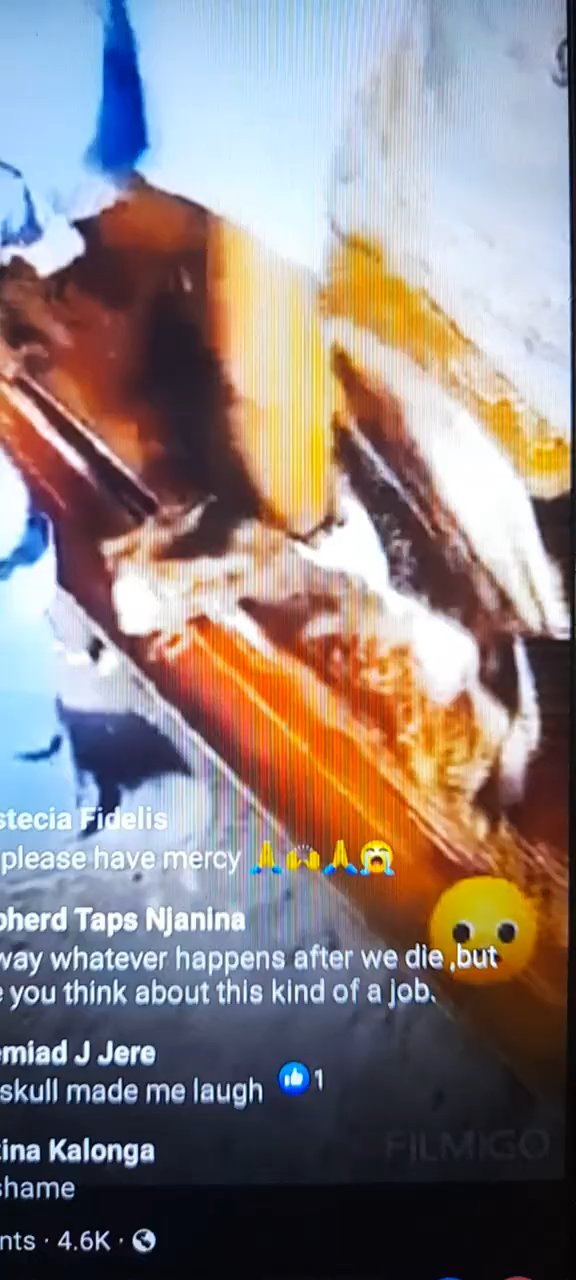 stecia Fidelis
please have mercy 🙏🙌🙏😭
pherd Taps Njanina
way whatever happens after we die ,but
e you think about this kind of a job.
emiad J Jere
skull made me laugh 1
tina Kalonga
shame
FILMIGO
nts · 4.6K ·